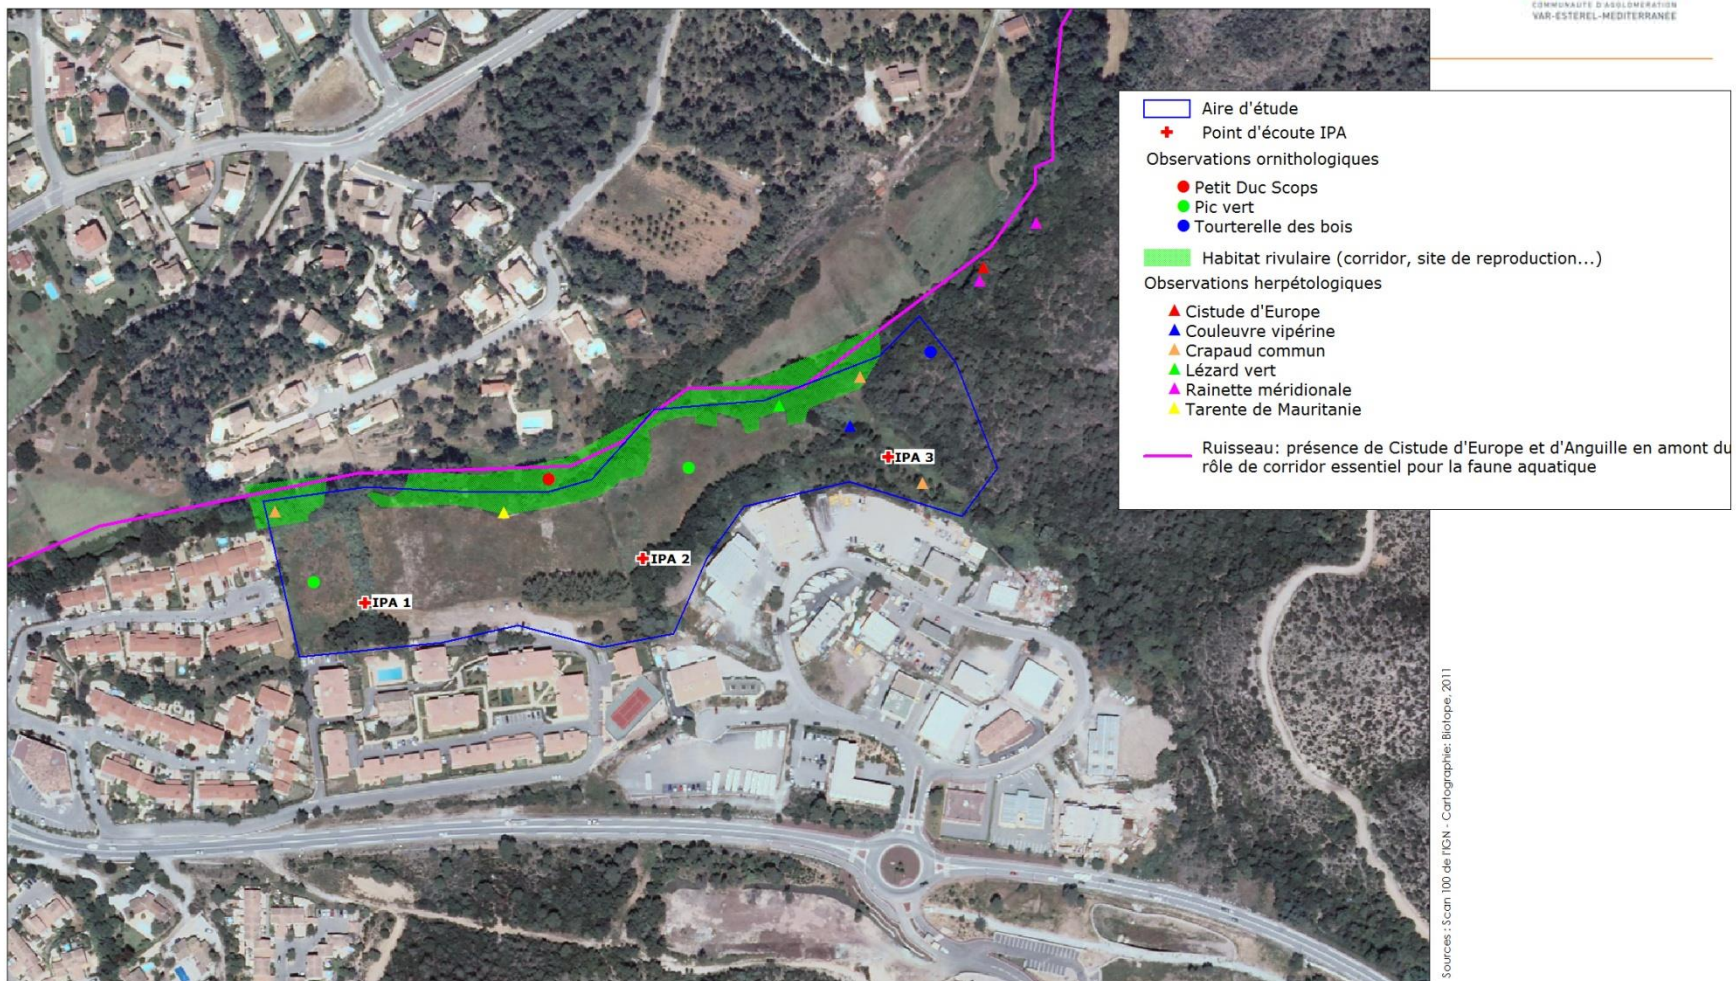 COMMUNAUTÉ D'AGGLOMÉRATION
VAR-ESTEREL-MÉDITERRANÉE
Aire d'étude
Point d'écoute IPA
Observations ornithologiques
Petit Duc Scops
Pic vert
Tourterelle des bois
Habitat rivulaire (corridor, site de reproduction...)
Observations herpétologiques
Cistude d'Europe
Couleuvre vipérine
Crapaud commun
Lézard vert
Rainette méridionale
Tarente de Mauritanie
Ruisseau: présence de Cistude d'Europe et d'Anguille en amont du
rôle de corridor essentiel pour la faune aquatique
IPA 3
IPA 2
IPA 1
Sources : Scan 100 de l'IGN - Cartographie: Biotope, 2011